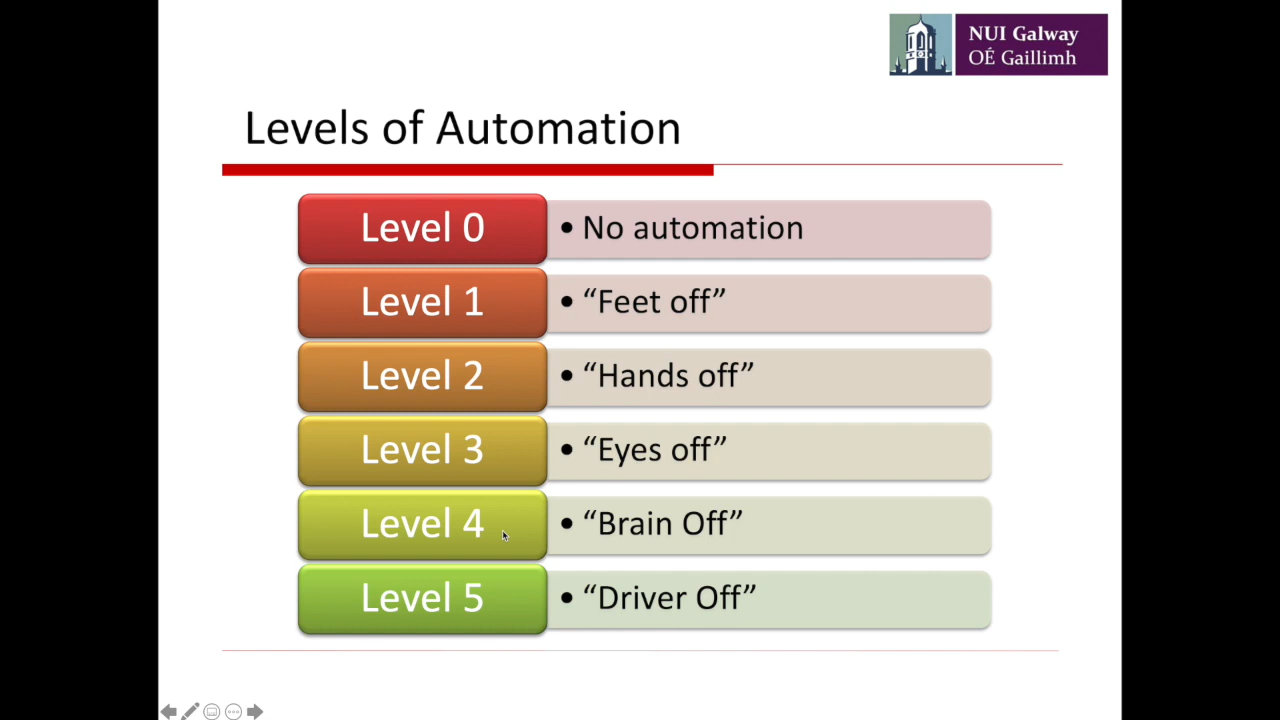 NUI Galway
OÉ Gaillimh
Levels of Automation
Level 0
• No automation
Level 1
• “Feet off”
Level 2
• “Hands off”
Level 3
• “Eyes off”
Level 4
• “Brain Off”
Level 5
• “Driver Off”